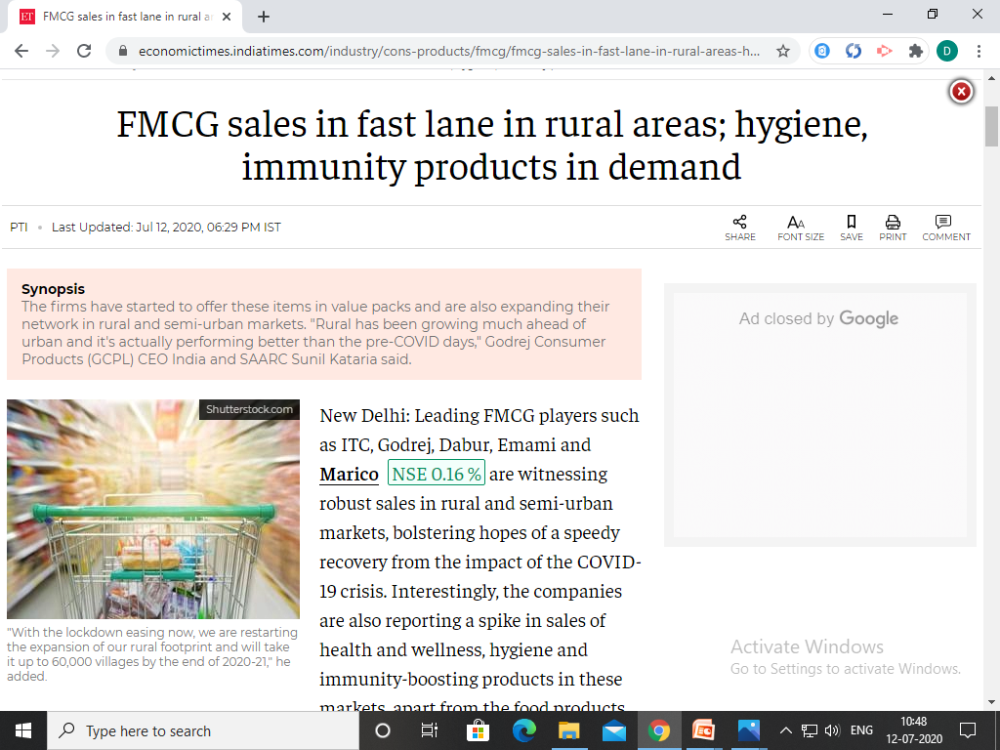 FMCG sales in fast lane in rural ar
economictimes.indiatimes.com/industry/cons-products/fmcg/fmcg-sales-in-fast-lane-in-rural-areas-h...
D
FMCG sales in fast lane in rural areas; hygiene,
immunity products in demand
PTI • Last Updated: Jul 12, 2020, 06:29 PM IST
SHARE
AA
FONT SIZE
SAVE
PRINT
COMMENT
Synopsis
The firms have started to offer these items in value packs and are also expanding their
network in rural and semi-urban markets. "Rural has been growing much ahead of
urban and it's actually performing better than the pre-COVID days," Godrej Consumer
Products (GCPL) CEO India and SAARC Sunil Kataria said.
Ad closed by Google
Shutterstock.com
"With the lockdown easing now, we are restarting
the expansion of our rural footprint and will take
it up to 60,000 villages by the end of 2020-21," he
added.
New Delhi: Leading FMCG players such
as ITC, Godrej, Dabur, Emami and
Marico NSE 0.16 % are witnessing
robust sales in rural and semi-urban
markets, bolstering hopes of a speedy
recovery from the impact of the COVID-
19 crisis. Interestingly, the companies
are also reporting a spike in sales of
health and wellness, hygiene and
immunity-boosting products in these
markets, apart from the food products
Activate Windows
Go to Settings to activate Windows.
Type here to search
ENG
10:48
12-07-2020